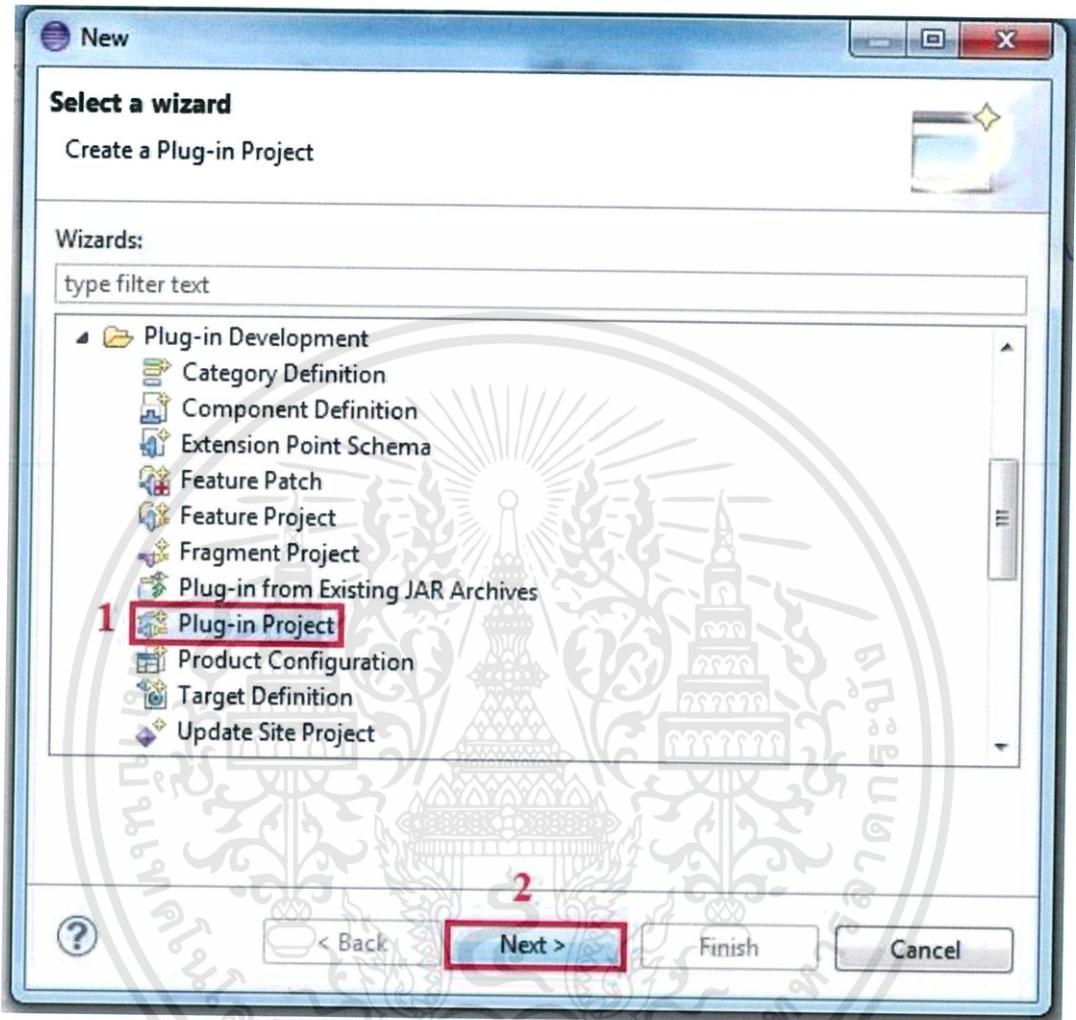 New
Select a wizard
Create a Plug-in Project
Wizards:
type filter text
Plug-in Development
Category Definition
Component Definition
Extension Point Schema
Feature Patch
Feature Project
Fragment Project
Plug-in from Existing JAR Archives
1 Plug-in Project
Product Configuration
Target Definition
Update Site Project
2
< Back
Next >
Finish
Cancel